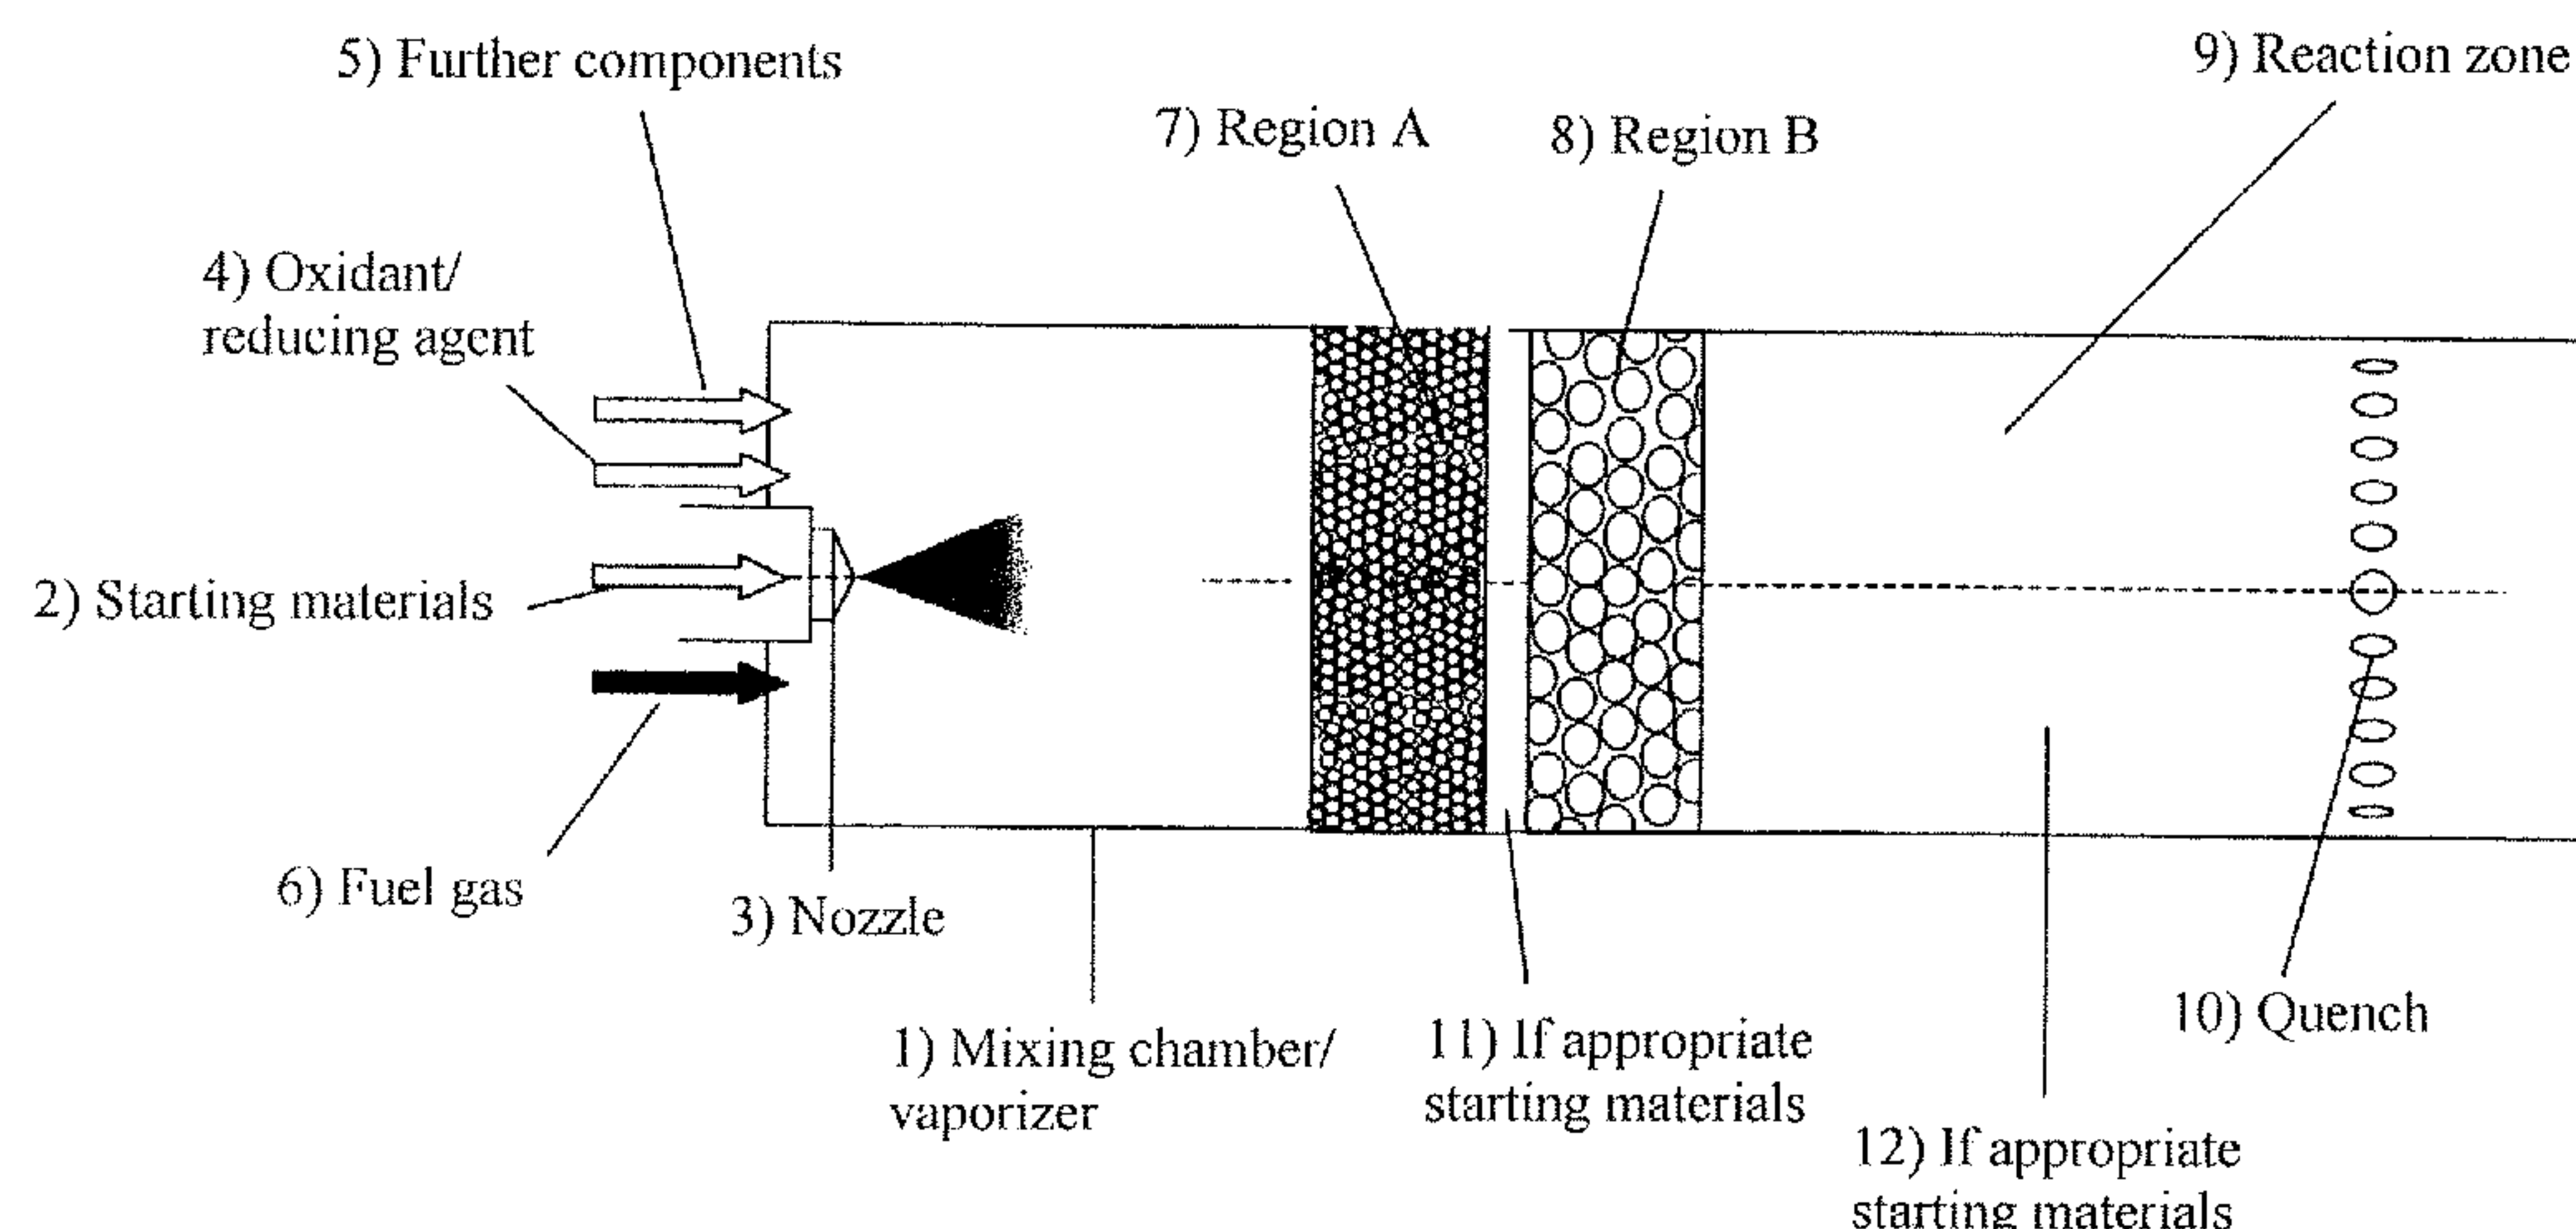 5) Further components
9) Reaction zone
7) Region A
8) Region B
4) Oxidant/
reducing agent
2) Starting materials
6) Fuel gas
3) Nozzle
1) Mixing chamber/
vaporizer
11) If appropriate
starting materials
10) Quench
12) If appropriate
starting materials